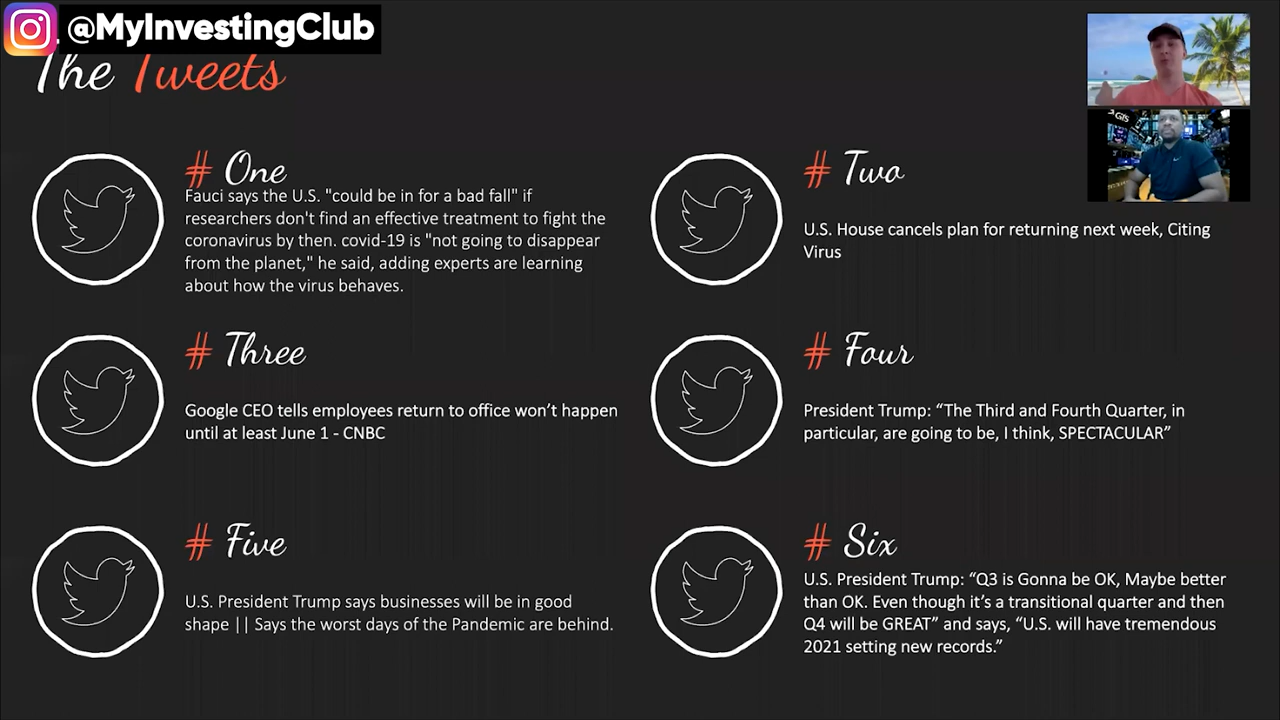 @MyInvestingClub
The Tweets
# One
Fauci says the U.S. "could be in for a bad fall" if
researchers don't find an effective treatment to fight the
coronavirus by then. covid-19 is "not going to disappear
from the planet," he said, adding experts are learning
about how the virus behaves.
# Two
U.S. House cancels plan for returning next week, Citing
Virus
# Three
Google CEO tells employees return to office won’t happen
until at least June 1 - CNBC
# Four
President Trump: “The Third and Fourth Quarter, in
particular, are going to be, I think, SPECTACULAR”
# Five
U.S. President Trump says businesses will be in good
shape || Says the worst days of the Pandemic are behind.
# Six
U.S. President Trump: “Q3 is Gonna be OK, Maybe better
than OK. Even though it’s a transitional quarter and then
Q4 will be GREAT” and says, “U.S. will have tremendous
2021 setting new records.”
GTS